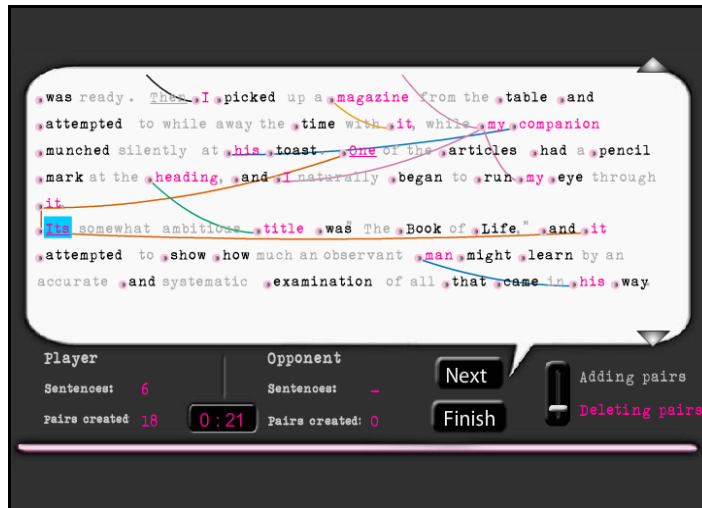 was ready. Then I picked up a magazine from the table and
attempted to while away the time with it, while my companion
munched silently at his toast. One of the articles had a pencil
mark at the heading, and I naturally began to run my eye through
it.
Its somewhat ambitious title was" The Book of Life," and it
attempted to show how much an observant man might learn by an
accurate and systematic examination of all that came in his way.
Player
Opponent
Sentences: 6
Sentences: –
Pairs created 18
0:21
Pairs created: 0
Next
Finish
Adding pairs
Deleting pairs